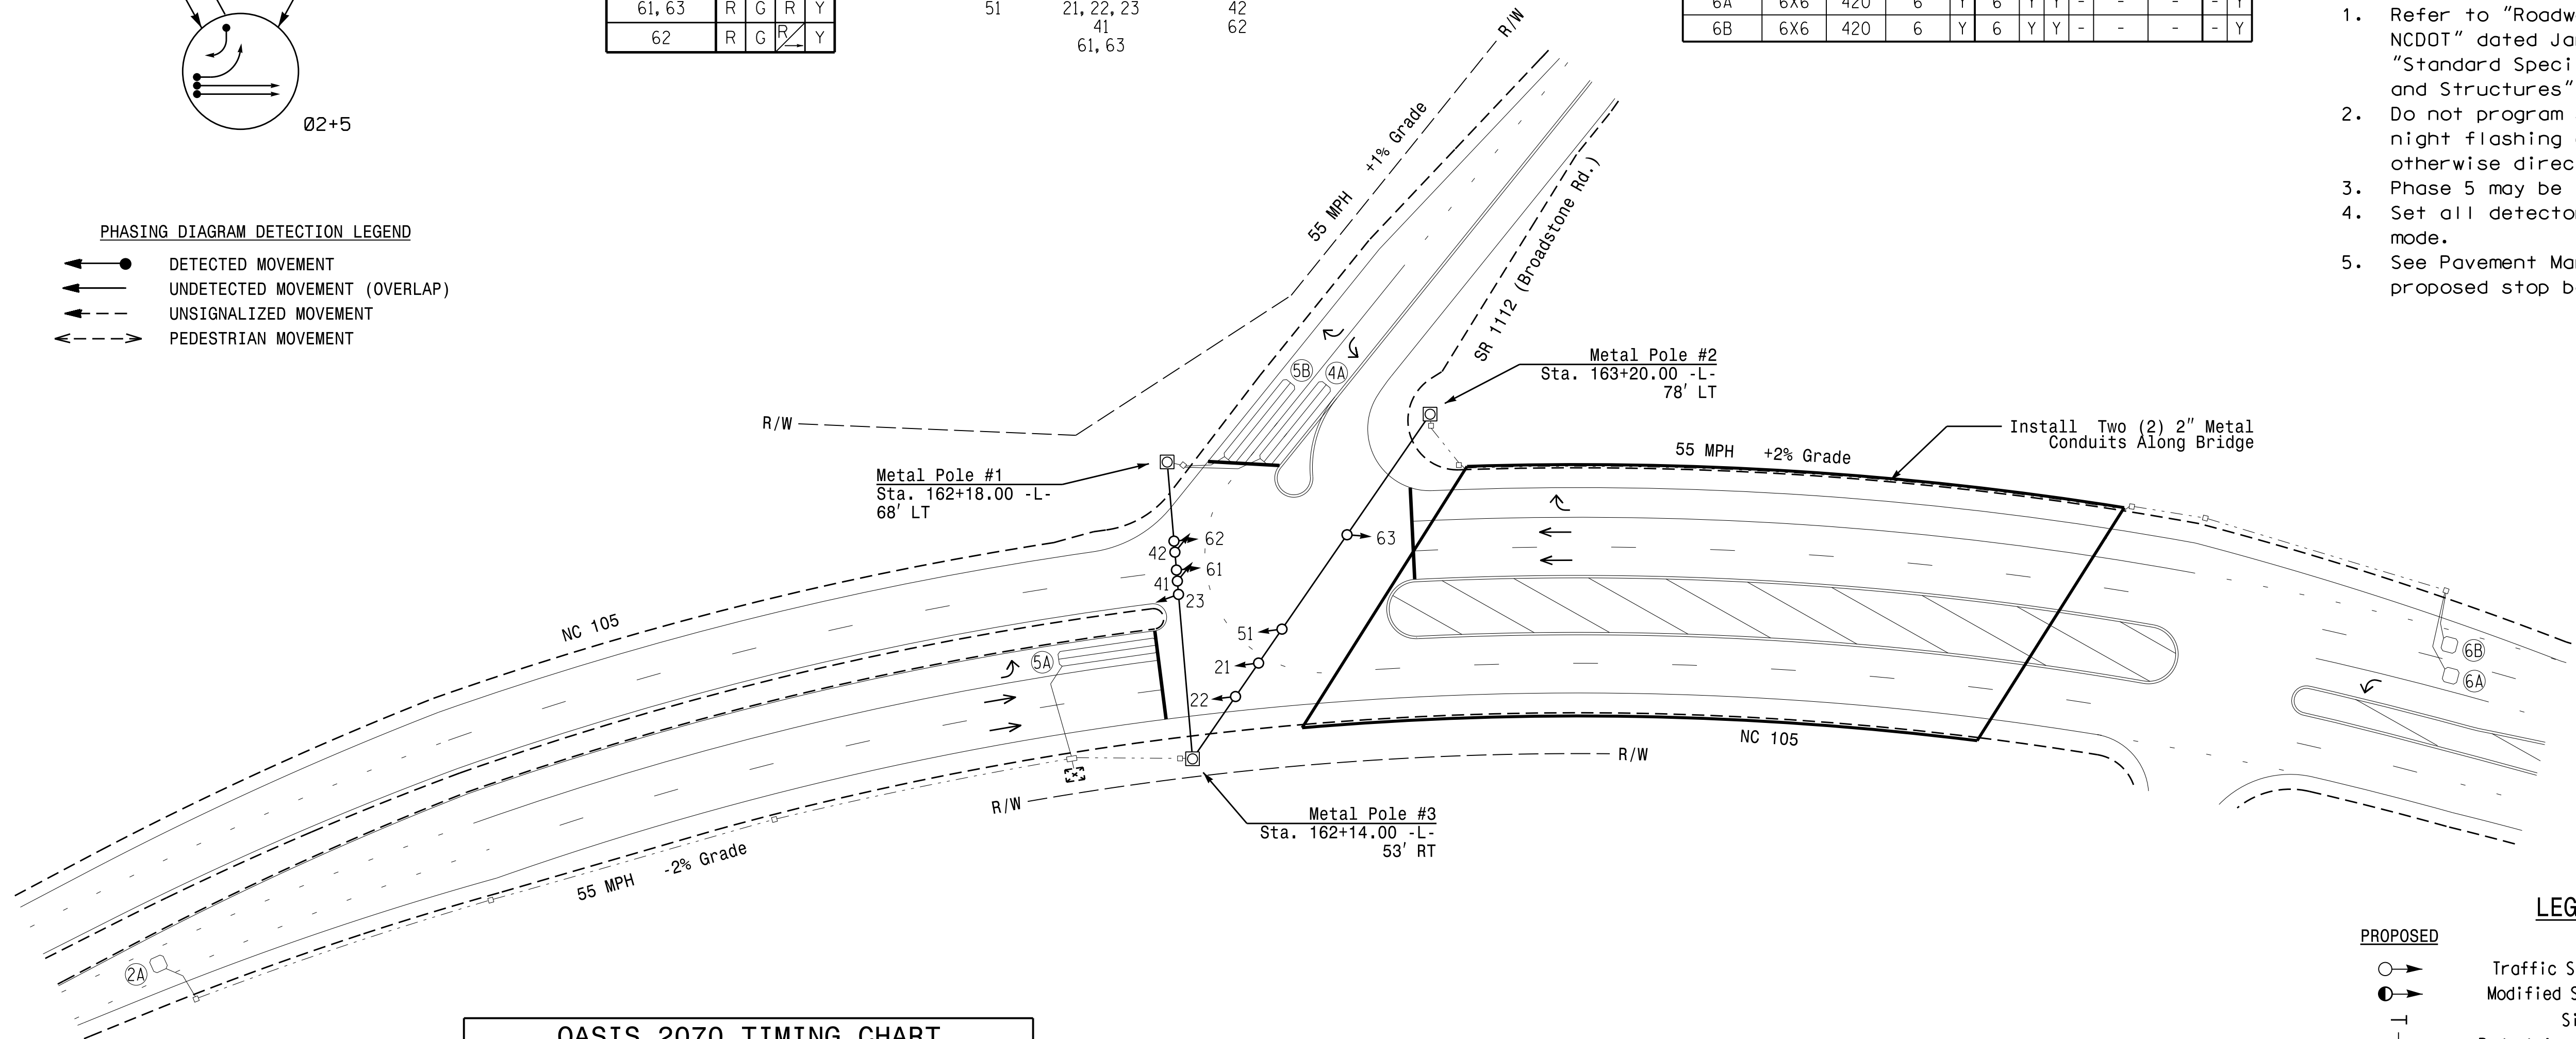 61,63 R G R Y
62 R G R Y
51 21,22,23 42
41 62
61,63
6A 6X6 420 6 Y 6 Y Y - - - - Y
6B 6X6 420 6 Y 6 Y Y - - - - Y
Ø2+5
PHASING DIAGRAM DETECTION LEGEND
DETECTED MOVEMENT
UNDETECTED MOVEMENT (OVERLAP)
UNSIGNALIZED MOVEMENT
PEDESTRIAN MOVEMENT
1. Refer to "Roadw
NCDOT" dated Ja
"Standard Speci
and Structures"
2. Do not program
night flashing
otherwise direc
3. Phase 5 may be
4. Set all detecto
mode.
5. See Pavement Ma
proposed stop b
R/W
55 MPH +1% Grade
SR 1112 (Broadstone Rd.)
5B 4A
Metal Pole #2
Sta. 163+20.00 -L-
78' LT
R/W
Metal Pole #1
Sta. 162+18.00 -L-
68' LT
Install Two (2) 2" Metal
Conduits Along Bridge
55 MPH +2% Grade
62
42
61
41
23
63
51
21
22
NC 105
5A
6B
6A
NC 105
R/W
R/W
Metal Pole #3
Sta. 162+14.00 -L-
53' RT
55 MPH -2% Grade
2A
OASIS 2070 TIMING CHART
LEG
PROPOSED
Traffic S
Modified S
Si